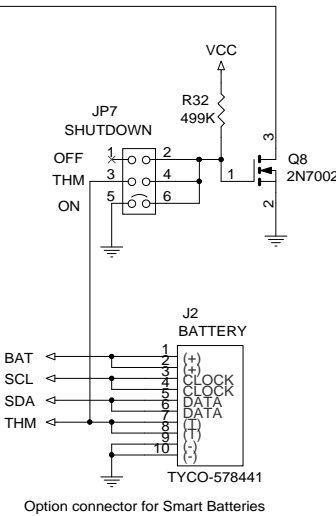 VCC
R32
499K
JP7
SHUTDOWN
OFF 1 2
THM 3 4
ON 5 6
1
3
2
Q8
2N7002
J2
BATTERY
BAT
SCL
SDA
THM
1 (+)
2 (+)
3 CLOCK
4 CLOCK
5 DATA
6 DATA
7 (T)
8 (T)
9 (-)
10 (-)
TYCO-578441
Option connector for Smart Batteries